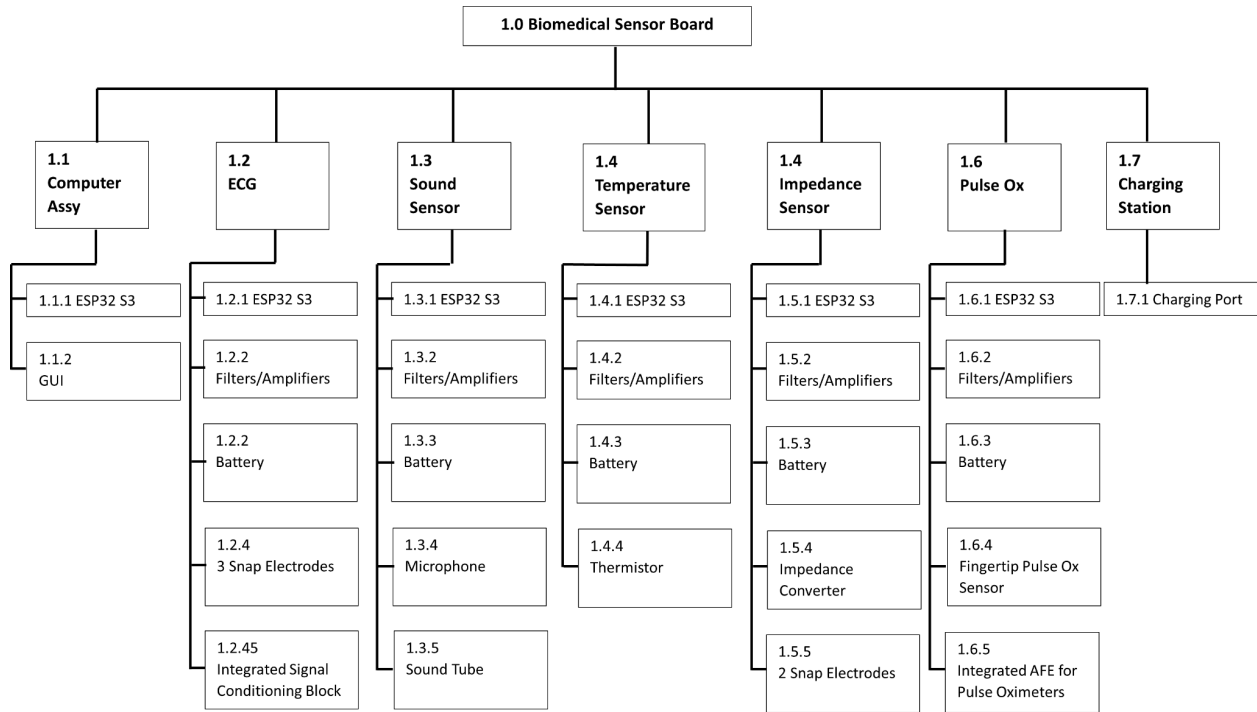 1.0 Biomedical Sensor Board
1.1
Computer
Assy
1.2
ECG
1.3
Sound
Sensor
1.4
Temperature
Sensor
1.4
Impedance
Sensor
1.6
Pulse Ox
1.7
Charging
Station
1.1.1 ESP32 S3
1.1.2
GUI
1.2.1 ESP32 S3
1.2.2
Filters/Amplifiers
1.2.2
Battery
1.2.4
3 Snap Electrodes
1.2.45
Integrated Signal
Conditioning Block
1.3.1 ESP32 S3
1.3.2
Filters/Amplifiers
1.3.3
Battery
1.3.4
Microphone
1.3.5
Sound Tube
1.4.1 ESP32 S3
1.4.2
Filters/Amplifiers
1.4.3
Battery
1.4.4
Thermistor
1.5.1 ESP32 S3
1.5.2
Filters/Amplifiers
1.5.3
Battery
1.5.4
Impedance
Converter
1.5.5
2 Snap Electrodes
1.6.1 ESP32 S3
1.6.2
Filters/Amplifiers
1.6.3
Battery
1.6.4
Fingertip Pulse Ox
Sensor
1.6.5
Integrated AFE for
Pulse Oximeters
1.7.1 Charging Port